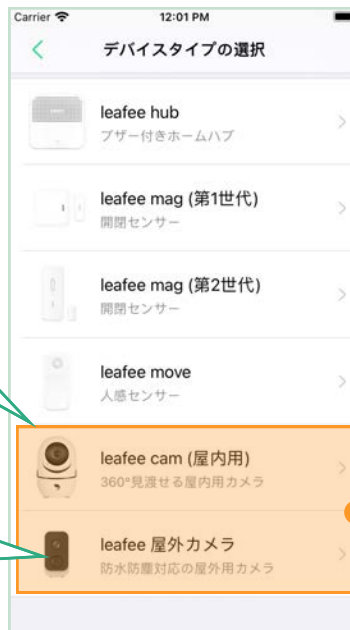 Carrier 12:01 PM
デバイスタイプの選択
leafee hub
ブザー付きホームハブ
leafee mag (第1世代)
開閉センサー
leafee mag (第2世代)
開閉センサー
leafee move
人感センサー
leafee cam (屋内用)
360°見渡せる屋内用カメラ
leafee 屋外カメラ
防水防塵対応の屋外用カメラ